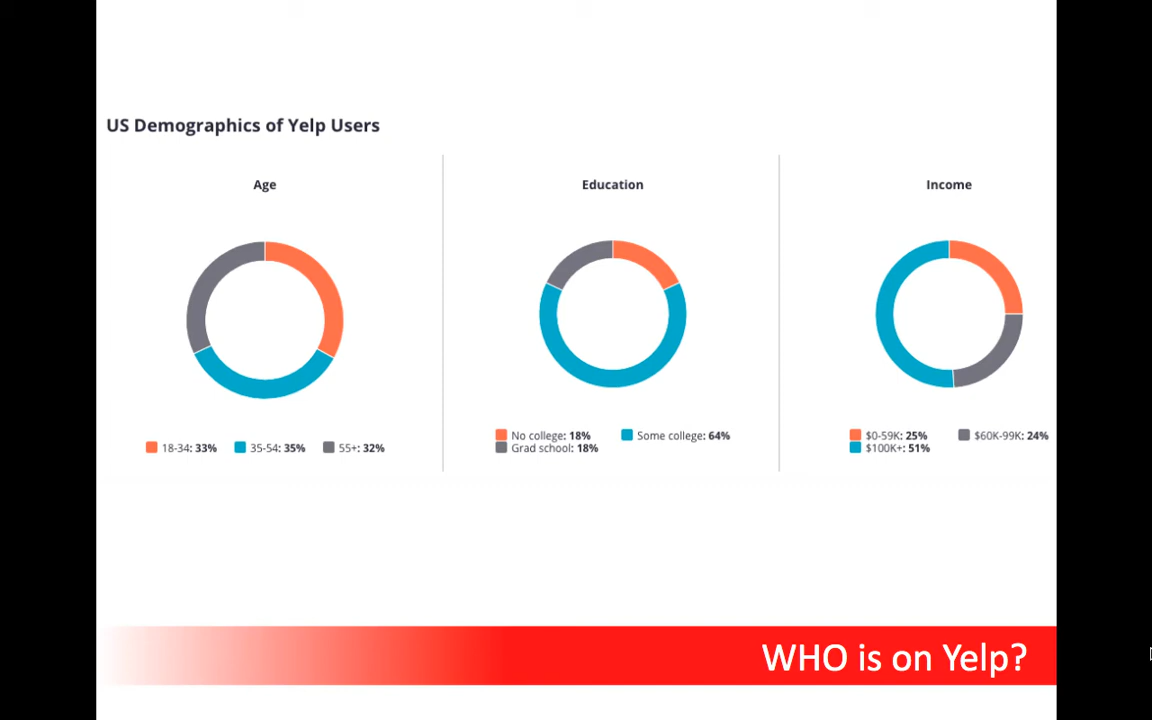 US Demographics of Yelp Users
Age
18-34: 33% 35-54: 35% 55+: 32%
Education
No college: 18% Some college: 64%
Grad school: 18%
Income
$0-59K: 25% $60K-99K: 24%
$100K+: 51%
WHO is on Yelp?